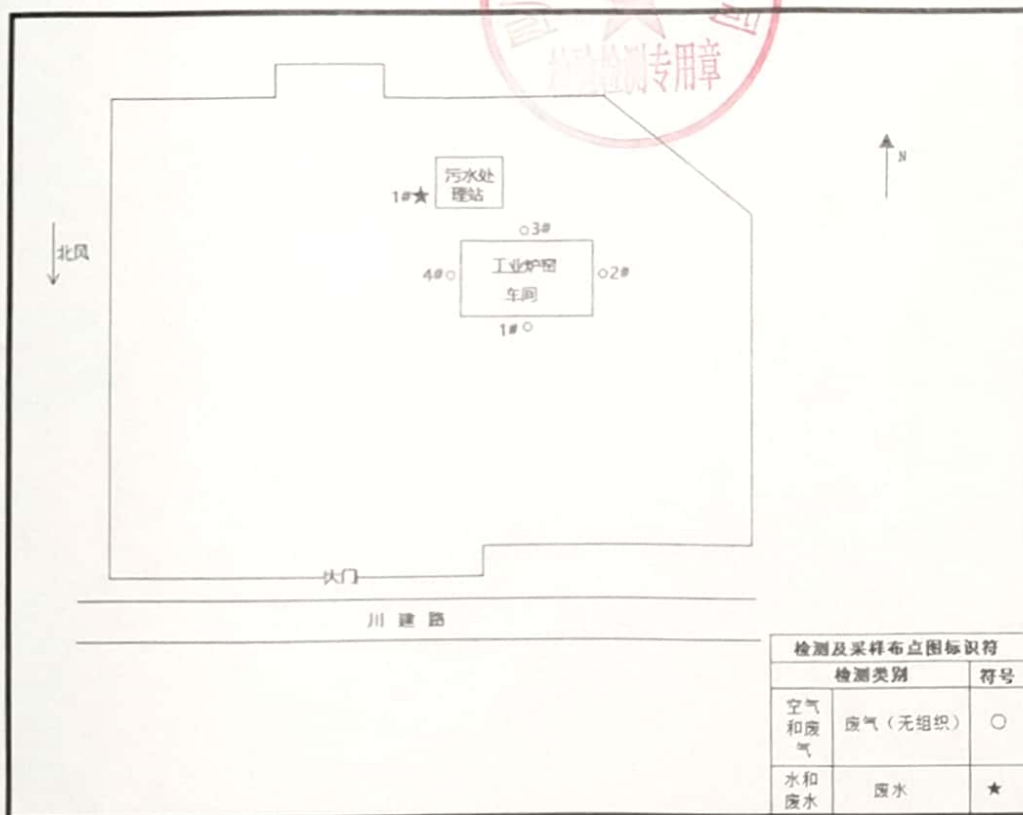 检测专用章
N
污水处
理站
1#★
北风
○3#
4#○
工业炉窑
车间
○2#
1#○
大门
川建路
检测及采样布点图标识符
检测类别
符号
空气
和废
气
废气（无组织）
○
水和
废水
废水
★